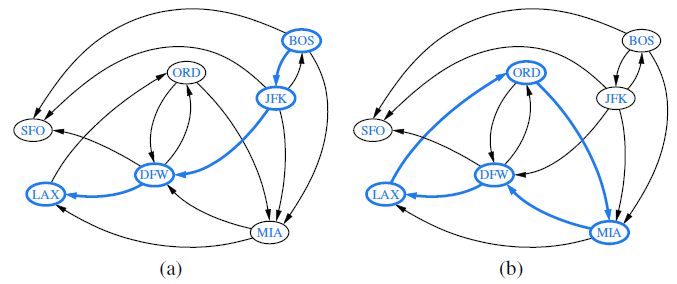 BOS
ORD
JFK
SFO
DFW
LAX
MIA
(a)
BOS
ORD
JFK
SFO
DFW
LAX
MIA
(b)